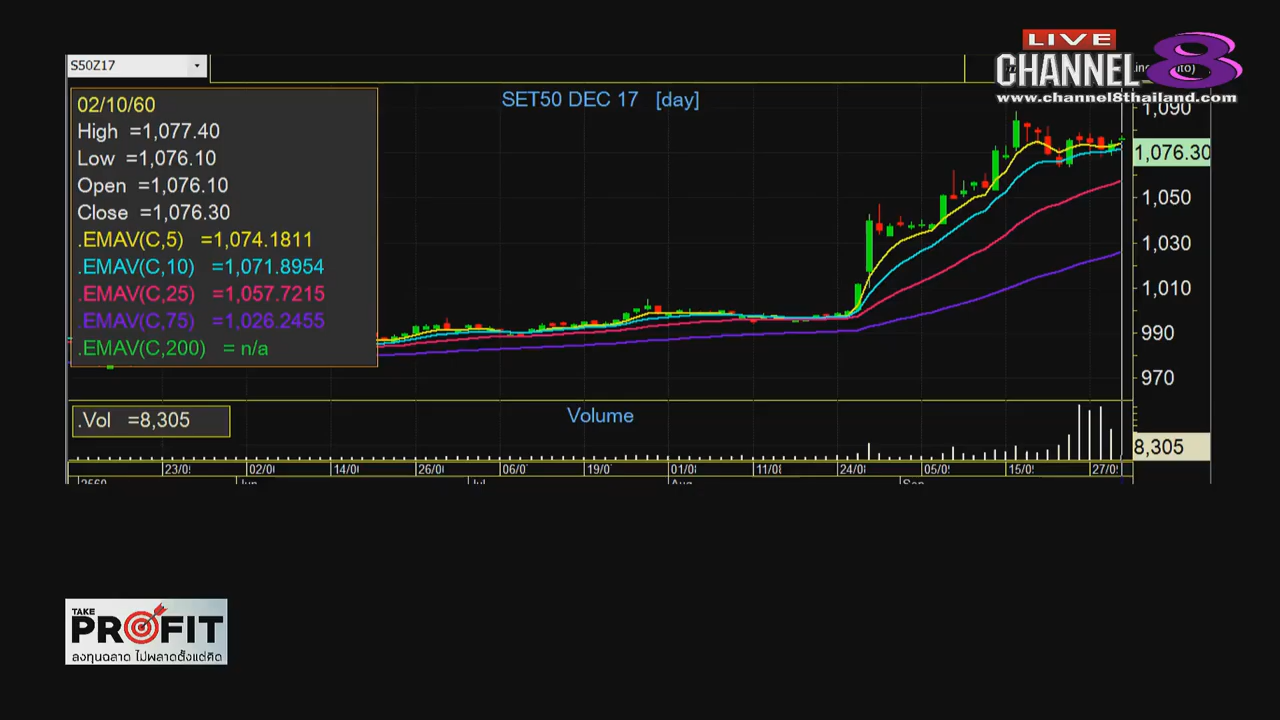 LIVE
CHANNEL 8
www.channel8thailand.com
S50Z17
SET50 DEC 17 [day]
02/10/60
High =1,077.40
Low =1,076.10
Open =1,076.10
Close =1,076.30
.EMAV(C,5) =1,074.1811
.EMAV(C,10) =1,071.8954
.EMAV(C,25) =1,057.7215
.EMAV(C,75) =1,026.2455
.EMAV(C,200) = n/a
1,090
1,076.30
1,050
1,030
1,010
990
970
.Vol =8,305
Volume
8,305
23/0 02/0 14/0 26/0 06/0 19/0 01/0 11/0 24/0 05/0 15/0 27/0
2560 Jun Jul Aug Sep
TAKE
PROFIT
ลงทุนฉลาด ไม่พลาดตั้งแต่คิด